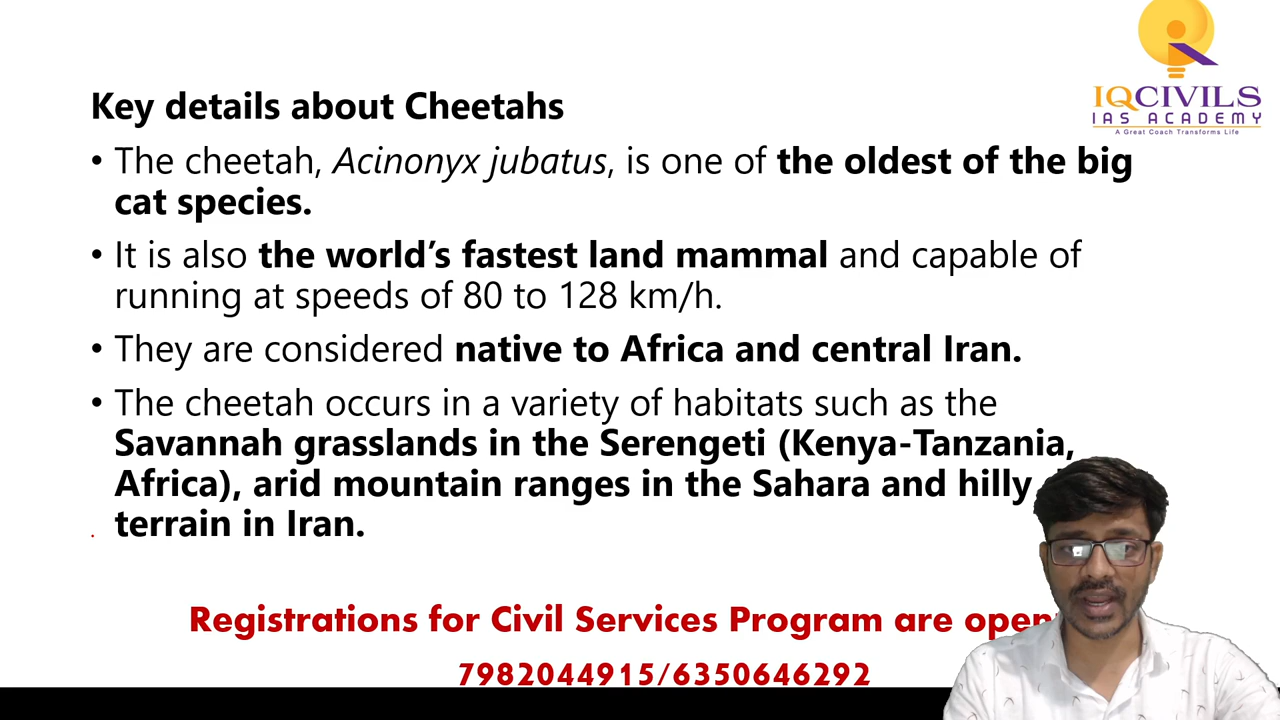 IQCIVILS
IAS ACADEMY
A Great Coach Transforms Life
Key details about Cheetahs
• The cheetah, Acinonyx jubatus, is one of the oldest of the big
cat species.
• It is also the world’s fastest land mammal and capable of
running at speeds of 80 to 128 km/h.
• They are considered native to Africa and central Iran.
• The cheetah occurs in a variety of habitats such as the
Savannah grasslands in the Serengeti (Kenya-Tanzania,
Africa), arid mountain ranges in the Sahara and hilly
terrain in Iran.
Registrations for Civil Services Program are open
7982044915/6350646292